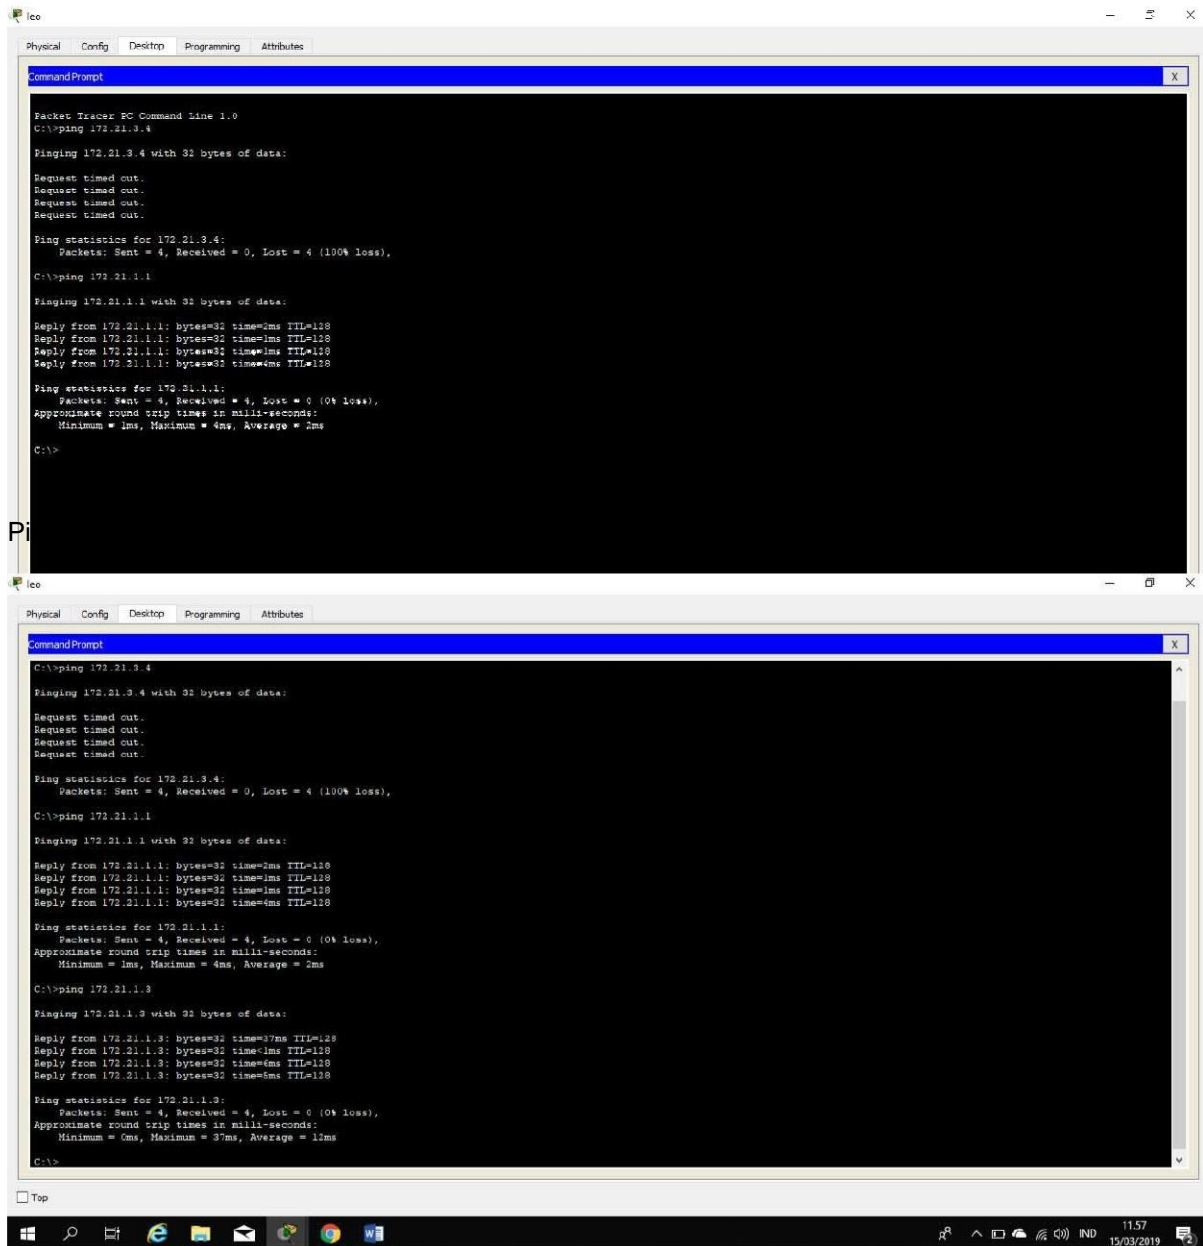 leo
Physical Config Desktop Programming Attributes
Command Prompt X
Packet Tracer PC Command Line 1.0
C:\>ping 172.21.3.4
Pinging 172.21.3.4 with 32 bytes of data:
Request timed out.
Request timed out.
Request timed out.
Request timed out.
Ping statistics for 172.21.3.4:
Packets: Sent = 4, Received = 0, Lost = 4 (100% loss),
C:\>ping 172.21.1.1
Pinging 172.21.1.1 with 32 bytes of data:
Reply from 172.21.1.1: bytes=32 time=2ms TTL=128
Reply from 172.21.1.1: bytes=32 time=1ms TTL=128
Reply from 172.21.1.1: bytes=32 time=1ms TTL=128
Reply from 172.21.1.1: bytes=32 time=4ms TTL=128
Ping statistics for 172.21.1.1:
Packets: Sent = 4, Received = 4, Lost = 0 (0% loss),
Approximate round trip times in milli-seconds:
Minimum = 1ms, Maximum = 4ms, Average = 2ms
C:\>
Pi
leo
Physical Config Desktop Programming Attributes
Command Prompt X
C:\>ping 172.21.3.4
Pinging 172.21.3.4 with 32 bytes of data:
Request timed out.
Request timed out.
Request timed out.
Request timed out.
Ping statistics for 172.21.3.4:
Packets: Sent = 4, Received = 0, Lost = 4 (100% loss),
C:\>ping 172.21.1.1
Pinging 172.21.1.1 with 32 bytes of data:
Reply from 172.21.1.1: bytes=32 time=2ms TTL=128
Reply from 172.21.1.1: bytes=32 time=1ms TTL=128
Reply from 172.21.1.1: bytes=32 time=1ms TTL=128
Reply from 172.21.1.1: bytes=32 time=4ms TTL=128
Ping statistics for 172.21.1.1:
Packets: Sent = 4, Received = 4, Lost = 0 (0% loss),
Approximate round trip times in milli-seconds:
Minimum = 1ms, Maximum = 4ms, Average = 2ms
C:\>ping 172.21.1.3
Pinging 172.21.1.3 with 32 bytes of data:
Reply from 172.21.1.3: bytes=32 time=37ms TTL=128
Reply from 172.21.1.3: bytes=32 time<1ms TTL=128
Reply from 172.21.1.3: bytes=32 time=6ms TTL=128
Reply from 172.21.1.3: bytes=32 time=5ms TTL=128
Ping statistics for 172.21.1.3:
Packets: Sent = 4, Received = 4, Lost = 0 (0% loss),
Approximate round trip times in milli-seconds:
Minimum = 0ms, Maximum = 37ms, Average = 12ms
C:\>
Top
IND 11.57
15/03/2019